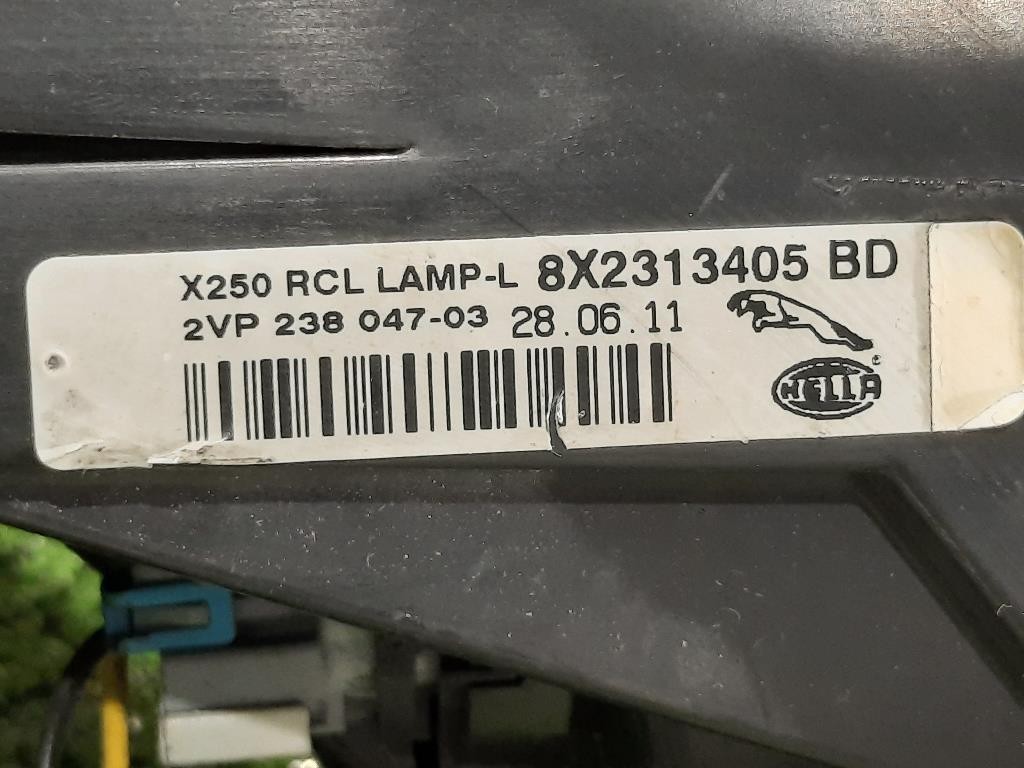 X250 RCL LAMP-L 8X2313405 BD
2VP 238 047-03 28.06.11
HELLA®